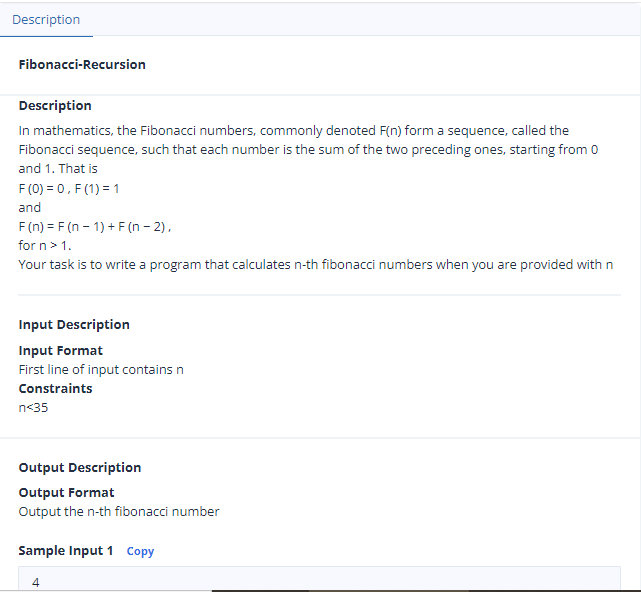 Description
Fibonacci-Recursion
Description
In mathematics, the Fibonacci numbers, commonly denoted F(n) form a sequence, called the
Fibonacci sequence, such that each number is the sum of the two preceding ones, starting from 0
and 1. That is
F (0) = 0 , F (1) = 1
and
F (n) = F (n − 1) + F (n − 2) ,
for n > 1.
Your task is to write a program that calculates n-th fibonacci numbers when you are provided with n
Input Description
Input Format
First line of input contains n
Constraints
n<35
Output Description
Output Format
Output the n-th fibonacci number
Sample Input 1 Copy
4